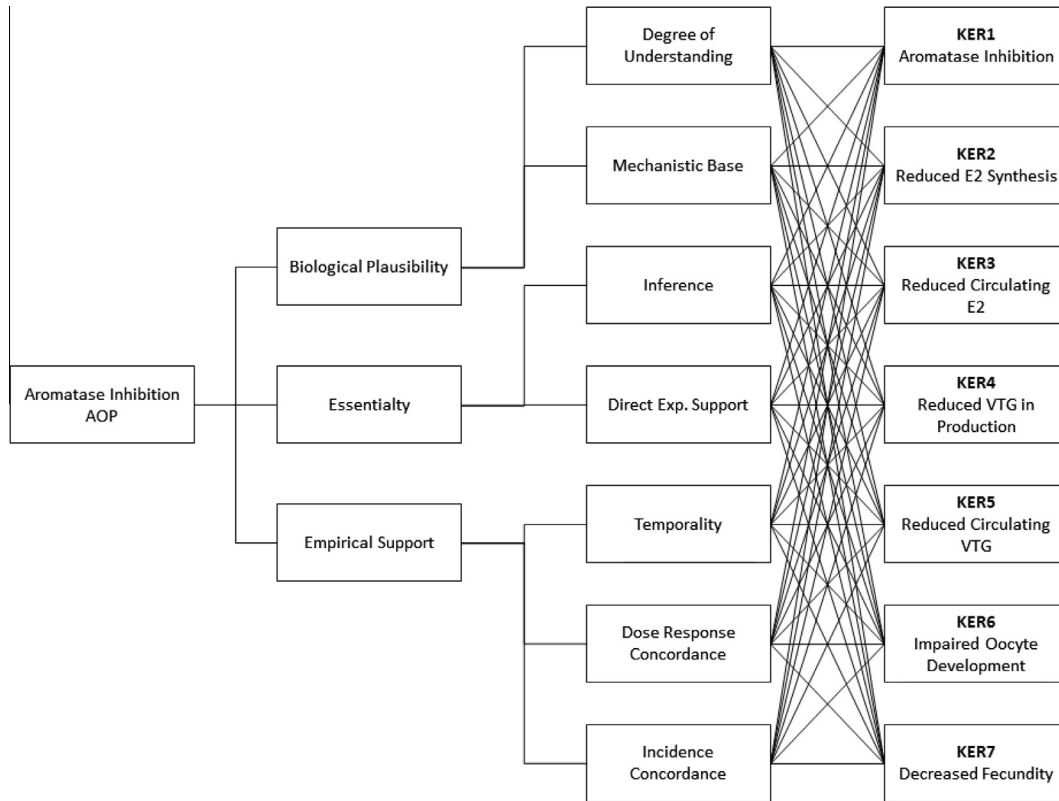 Aromatase Inhibition
AOP
Biological Plausibility
Essentialty
Empirical Support
Degree of
Understanding
Mechanistic Base
Inference
Direct Exp. Support
Temporality
Dose Response
Concordance
Incidence
Concordance
KER1
Aromatase Inhibition
KER2
Reduced E2 Synthesis
KER3
Reduced Circulating
E2
KER4
Reduced VTG in
Production
KER5
Reduced Circulating
VTG
KER6
Impaired Oocyte
Development
KER7
Decreased Fecundity